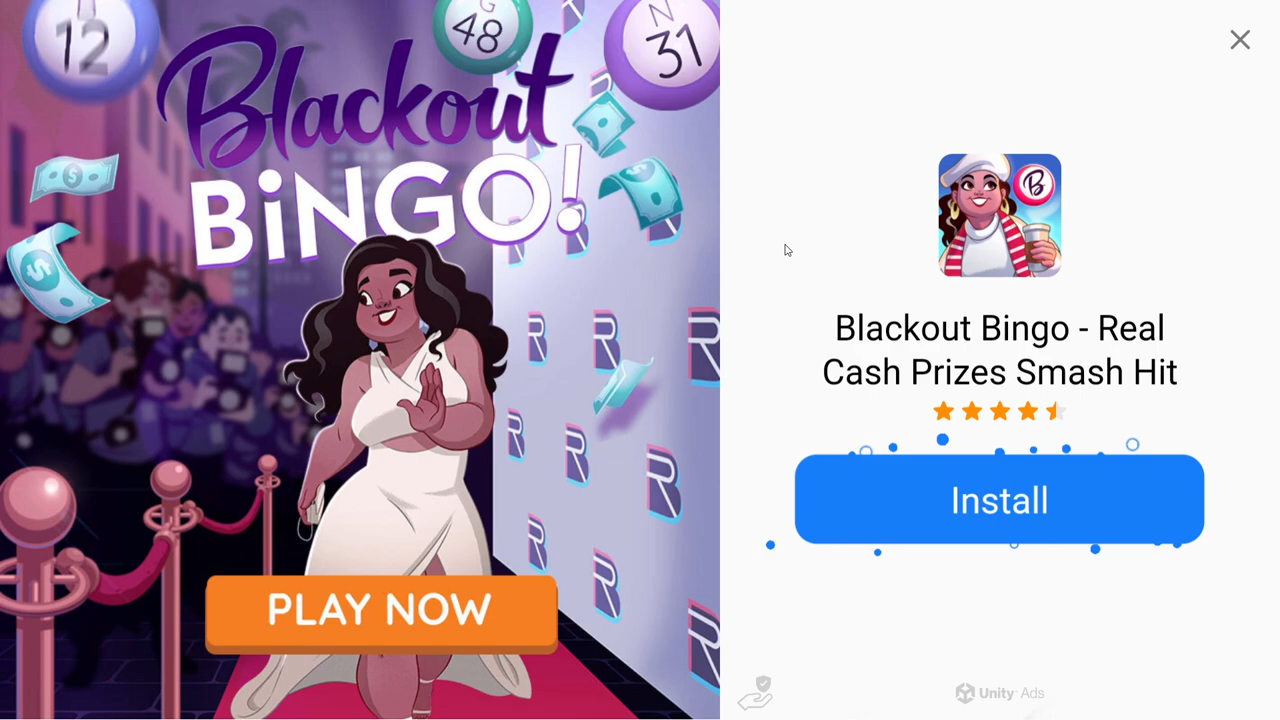 12
G
48
N
31
Blackout
BiNGO!
PLAY NOW
B
Blackout Bingo - Real
Cash Prizes Smash Hit
Install
Unity Ads